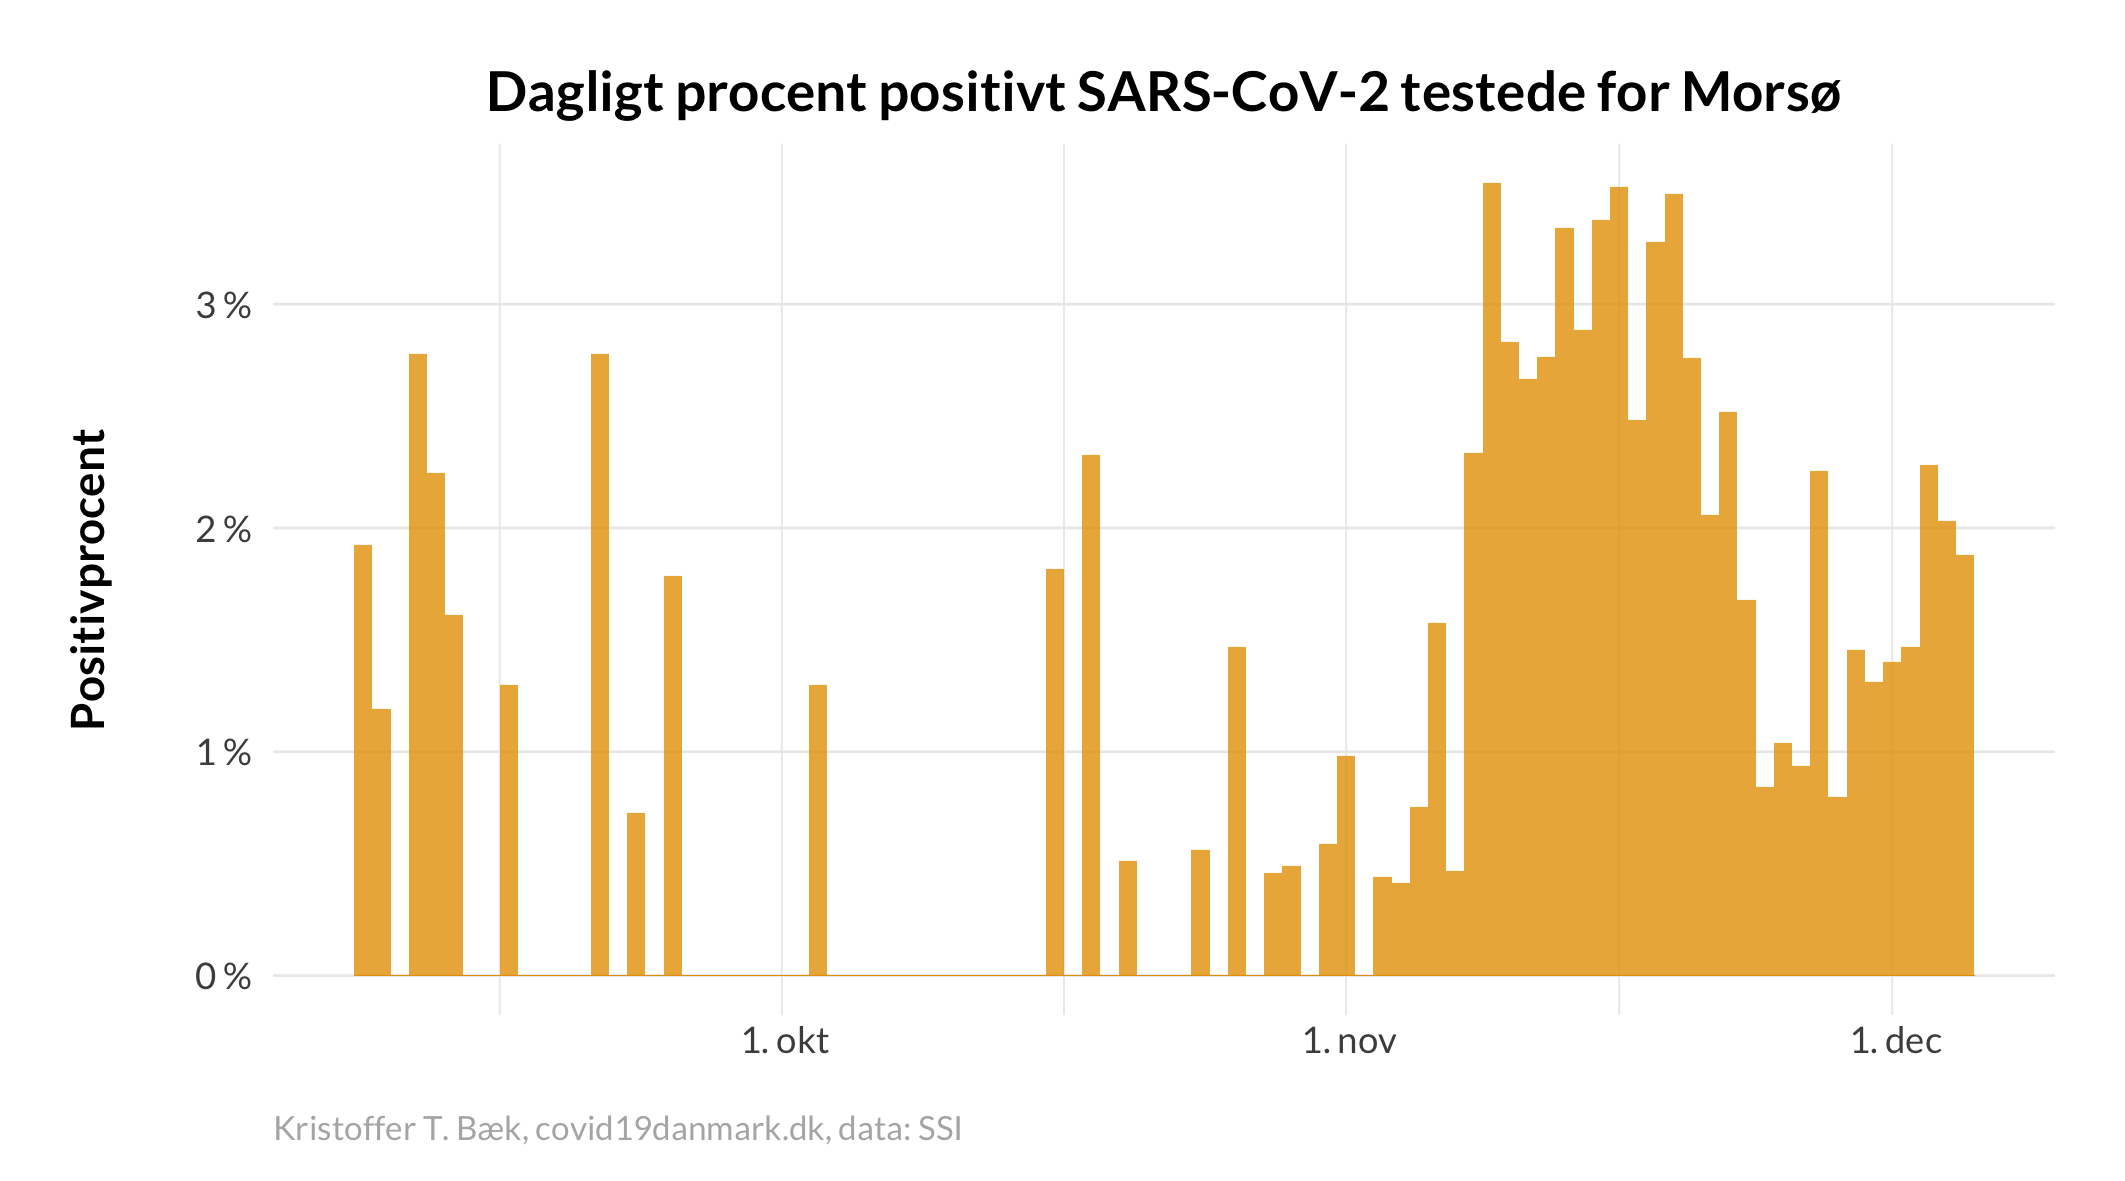 Dagligt procent positivt SARS-CoV-2 testede for Morsø
Positivprocent
3 %
2 %
1 %
0 %
1. okt
1. nov
1. dec
Kristoffer T. Bæk, covid19danmark.dk, data: SSI